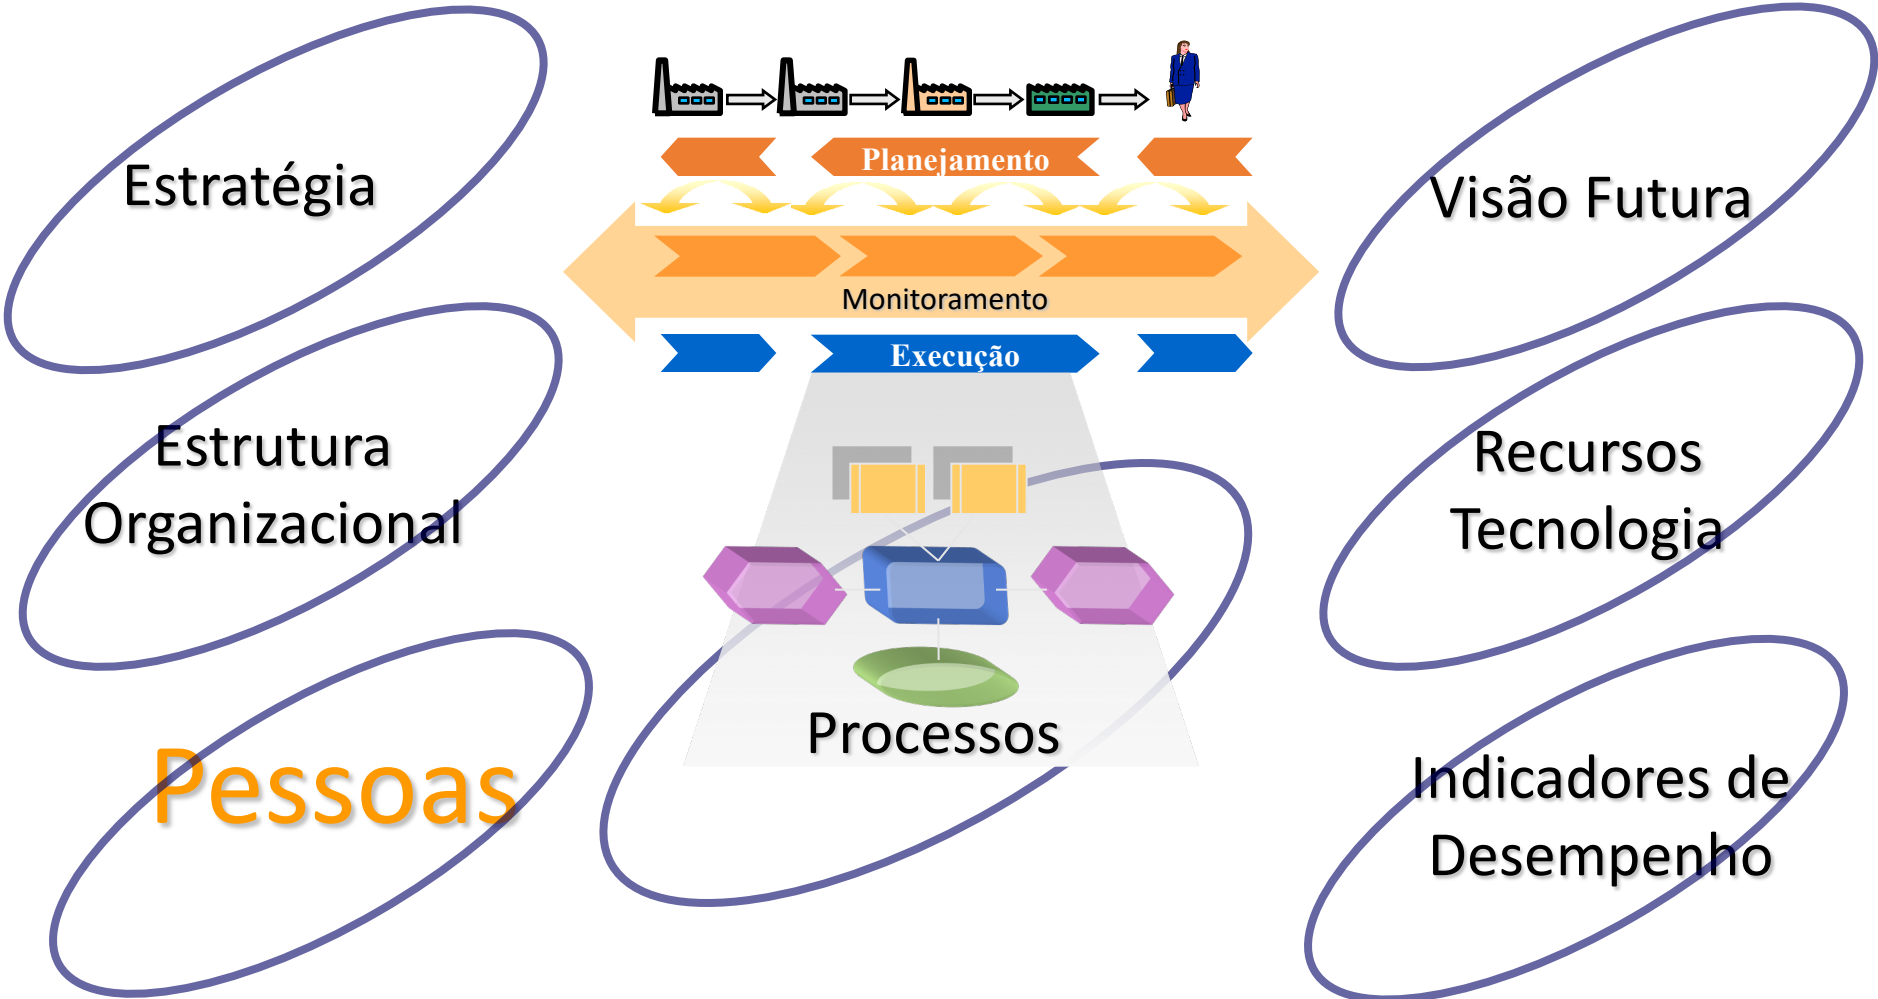 Estratégia
Estrutura
Organizacional
Pessoas
Planejamento
Monitoramento
Execução
Processos
Visão Futura
Recursos
Tecnologia
Indicadores de
Desempenho